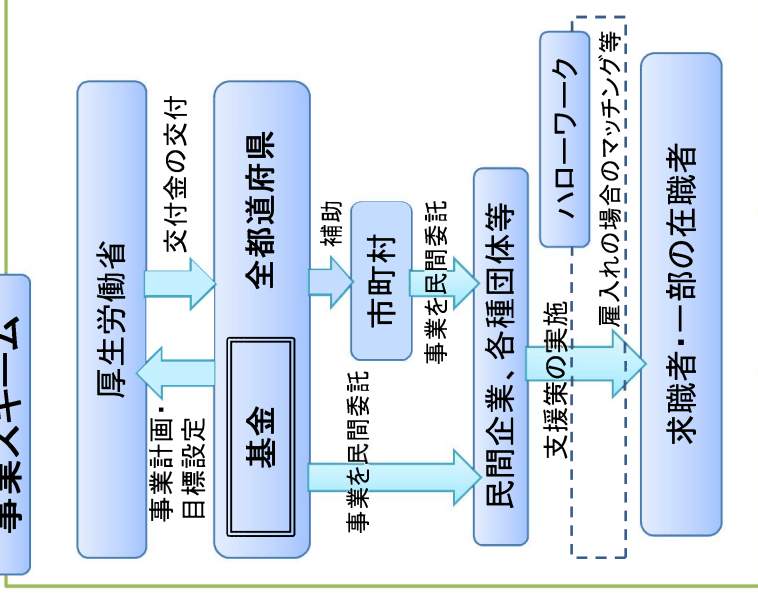 事業スキーム
厚生労働省
事業計画・
目標設定
交付金の交付
基金
全都道府県
事業を民間委託
補助
市町村
事業を民間委託
民間企業、各種団体等
支援策の実施
ハローワーク
雇入れの場合のマッチング等
求職者・一部の在職者